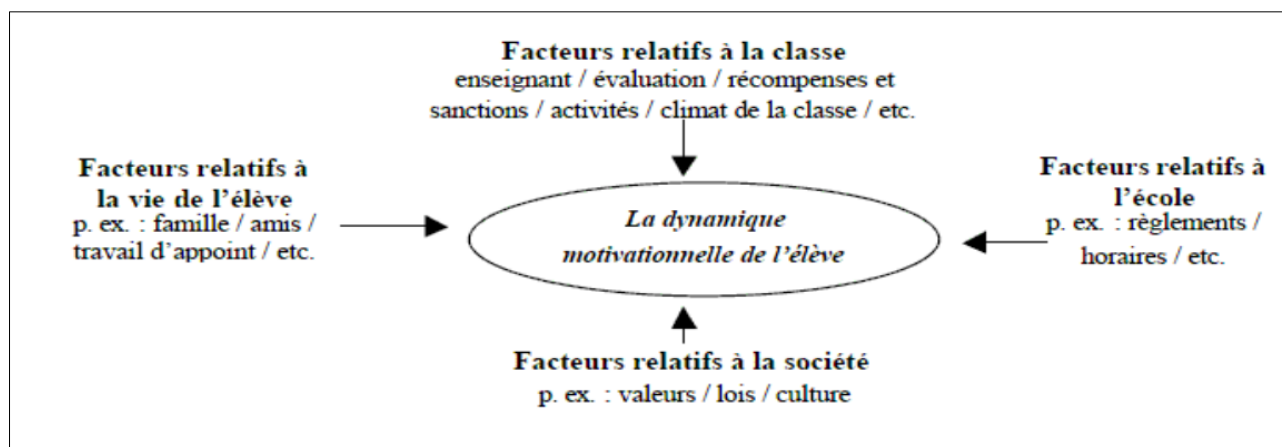 Facteurs relatifs à la classe
enseignant / évaluation / récompenses et
sanctions / activités / climat de la classe / etc.
Facteurs relatifs à
la vie de l'élève
p. ex. : famille / amis /
travail d'appoint / etc.
La dynamique
motivationnelle de l'élève
Facteurs relatifs à
l'école
p. ex. : règlements /
horaires / etc.
Facteurs relatifs à la société
p. ex. : valeurs / lois / culture